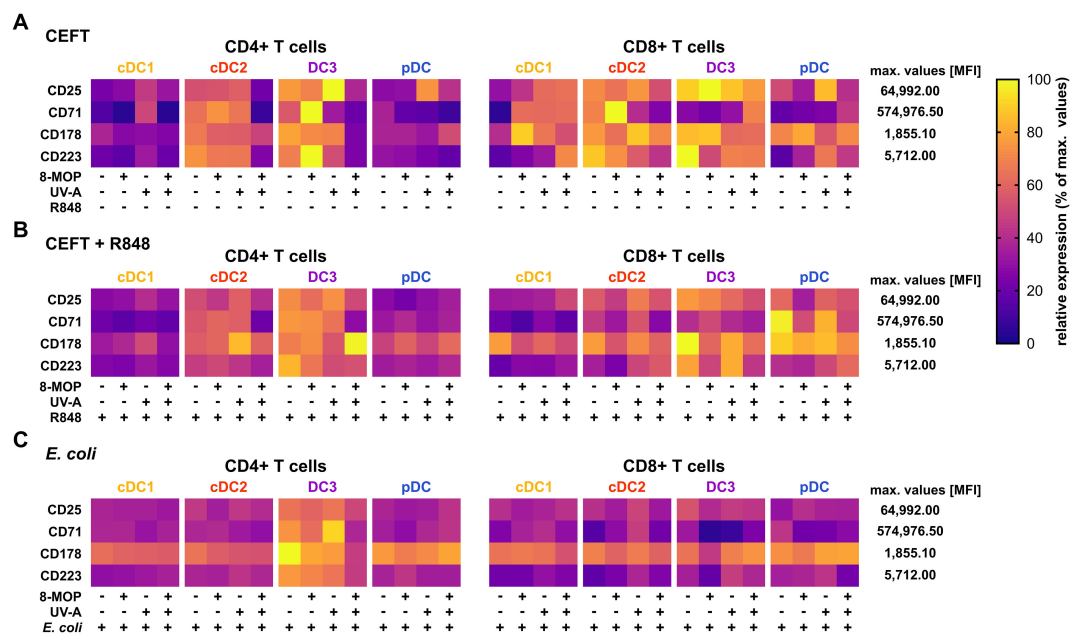 A
CEFT
CD4+ T cells CD8+ T cells
cDC1 cDC2 DC3 pDC cDC1 cDC2 DC3 pDC max. values [MFI]
CD25 64,992.00
CD71 574,976.50
CD178 1,855.10
CD223 5,712.00
8-MOP - + - + - + - + - + - + - + - + - + - + - + - + - + - + - + - +
UV-A - - + + - - + + - - + + - - + + - - + + - - + + - - + + - - + +
R848 - - - - - - - - - - - - - - - - - - - - - - - - - - - - - - - -
100
80
60
40
20
0
relative expression (% of max. values)
B
CEFT + R848
CD4+ T cells CD8+ T cells
cDC1 cDC2 DC3 pDC cDC1 cDC2 DC3 pDC max. values [MFI]
CD25 64,992.00
CD71 574,976.50
CD178 1,855.10
CD223 5,712.00
8-MOP - + - + - + - + - + - + - + - + - + - + - + - + - + - + - + - +
UV-A - - + + - - + + - - + + - - + + - - + + - - + + - - + + - - + +
R848 + + + + + + + + + + + + + + + + + + + + + + + + + + + + + + + +
C
E. coli
CD4+ T cells CD8+ T cells
cDC1 cDC2 DC3 pDC cDC1 cDC2 DC3 pDC max. values [MFI]
CD25 64,992.00
CD71 574,976.50
CD178 1,855.10
CD223 5,712.00
8-MOP - + - + - + - + - + - + - + - + - + - + - + - + - + - + - + - +
UV-A - - + + - - + + - - + + - - + + - - + + - - + + - - + + - - + +
E. coli + + + + + + + + + + + + + + + + + + + + + + + + + + + + + + + +